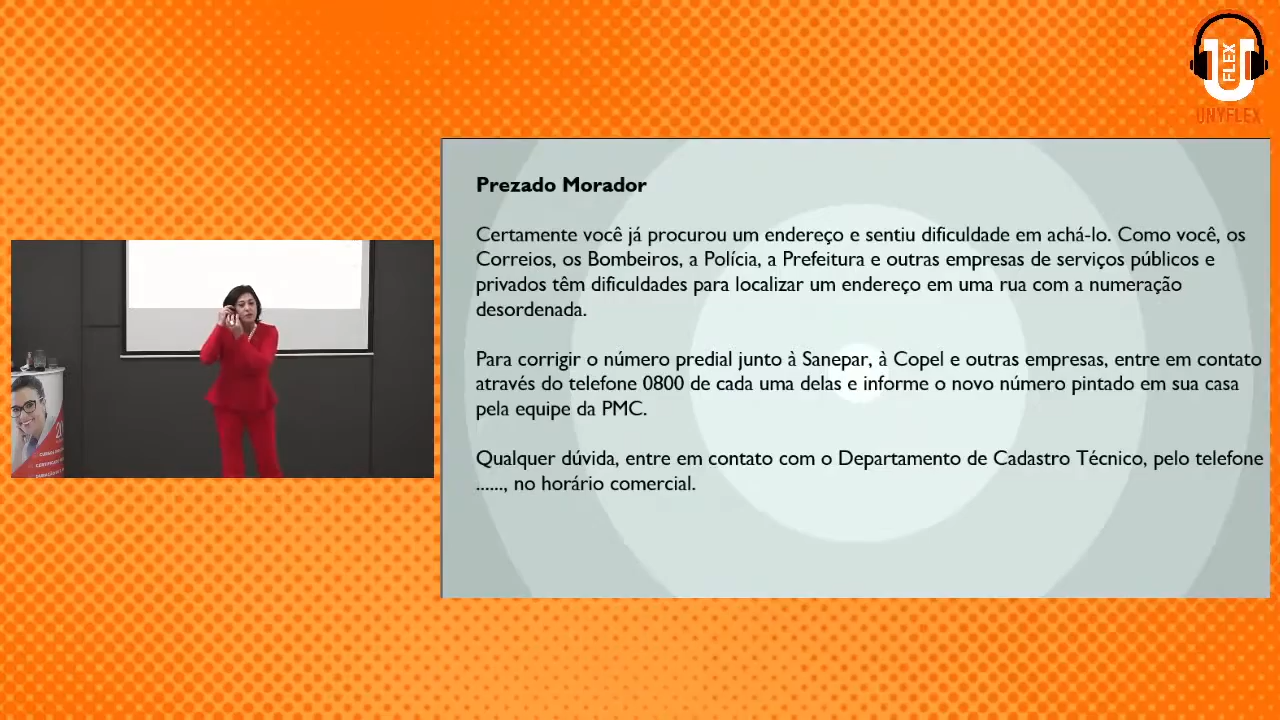 FLEX
U
UNYFLEX
Prezado Morador
Certamente você já procurou um endereço e sentiu dificuldade em achá-lo. Como você, os
Correios, os Bombeiros, a Polícia, a Prefeitura e outras empresas de serviços públicos e
privados têm dificuldades para localizar um endereço em uma rua com a numeração
desordenada.
Para corrigir o número predial junto à Sanepar, à Copel e outras empresas, entre em contato
através do telefone 0800 de cada uma delas e informe o novo número pintado em sua casa
pela equipe da PMC.
Qualquer dúvida, entre em contato com o Departamento de Cadastro Técnico, pelo telefone
......, no horário comercial.